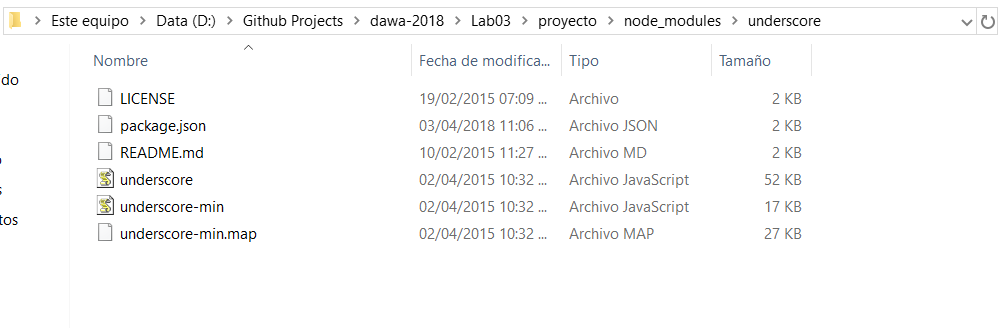 Este equipo > Data (D:) > Github Projects > dawa-2018 > Lab03 > proyecto > node_modules > underscore
Nombre Fecha de modifica... Tipo Tamaño
LICENSE 19/02/2015 07:09 ... Archivo 2 KB
package.json 03/04/2018 11:06 ... Archivo JSON 2 KB
README.md 10/02/2015 11:27 ... Archivo MD 2 KB
underscore 02/04/2015 10:32 ... Archivo JavaScript 52 KB
underscore-min 02/04/2015 10:32 ... Archivo JavaScript 17 KB
underscore-min.map 02/04/2015 10:32 ... Archivo MAP 27 KB
do
tos